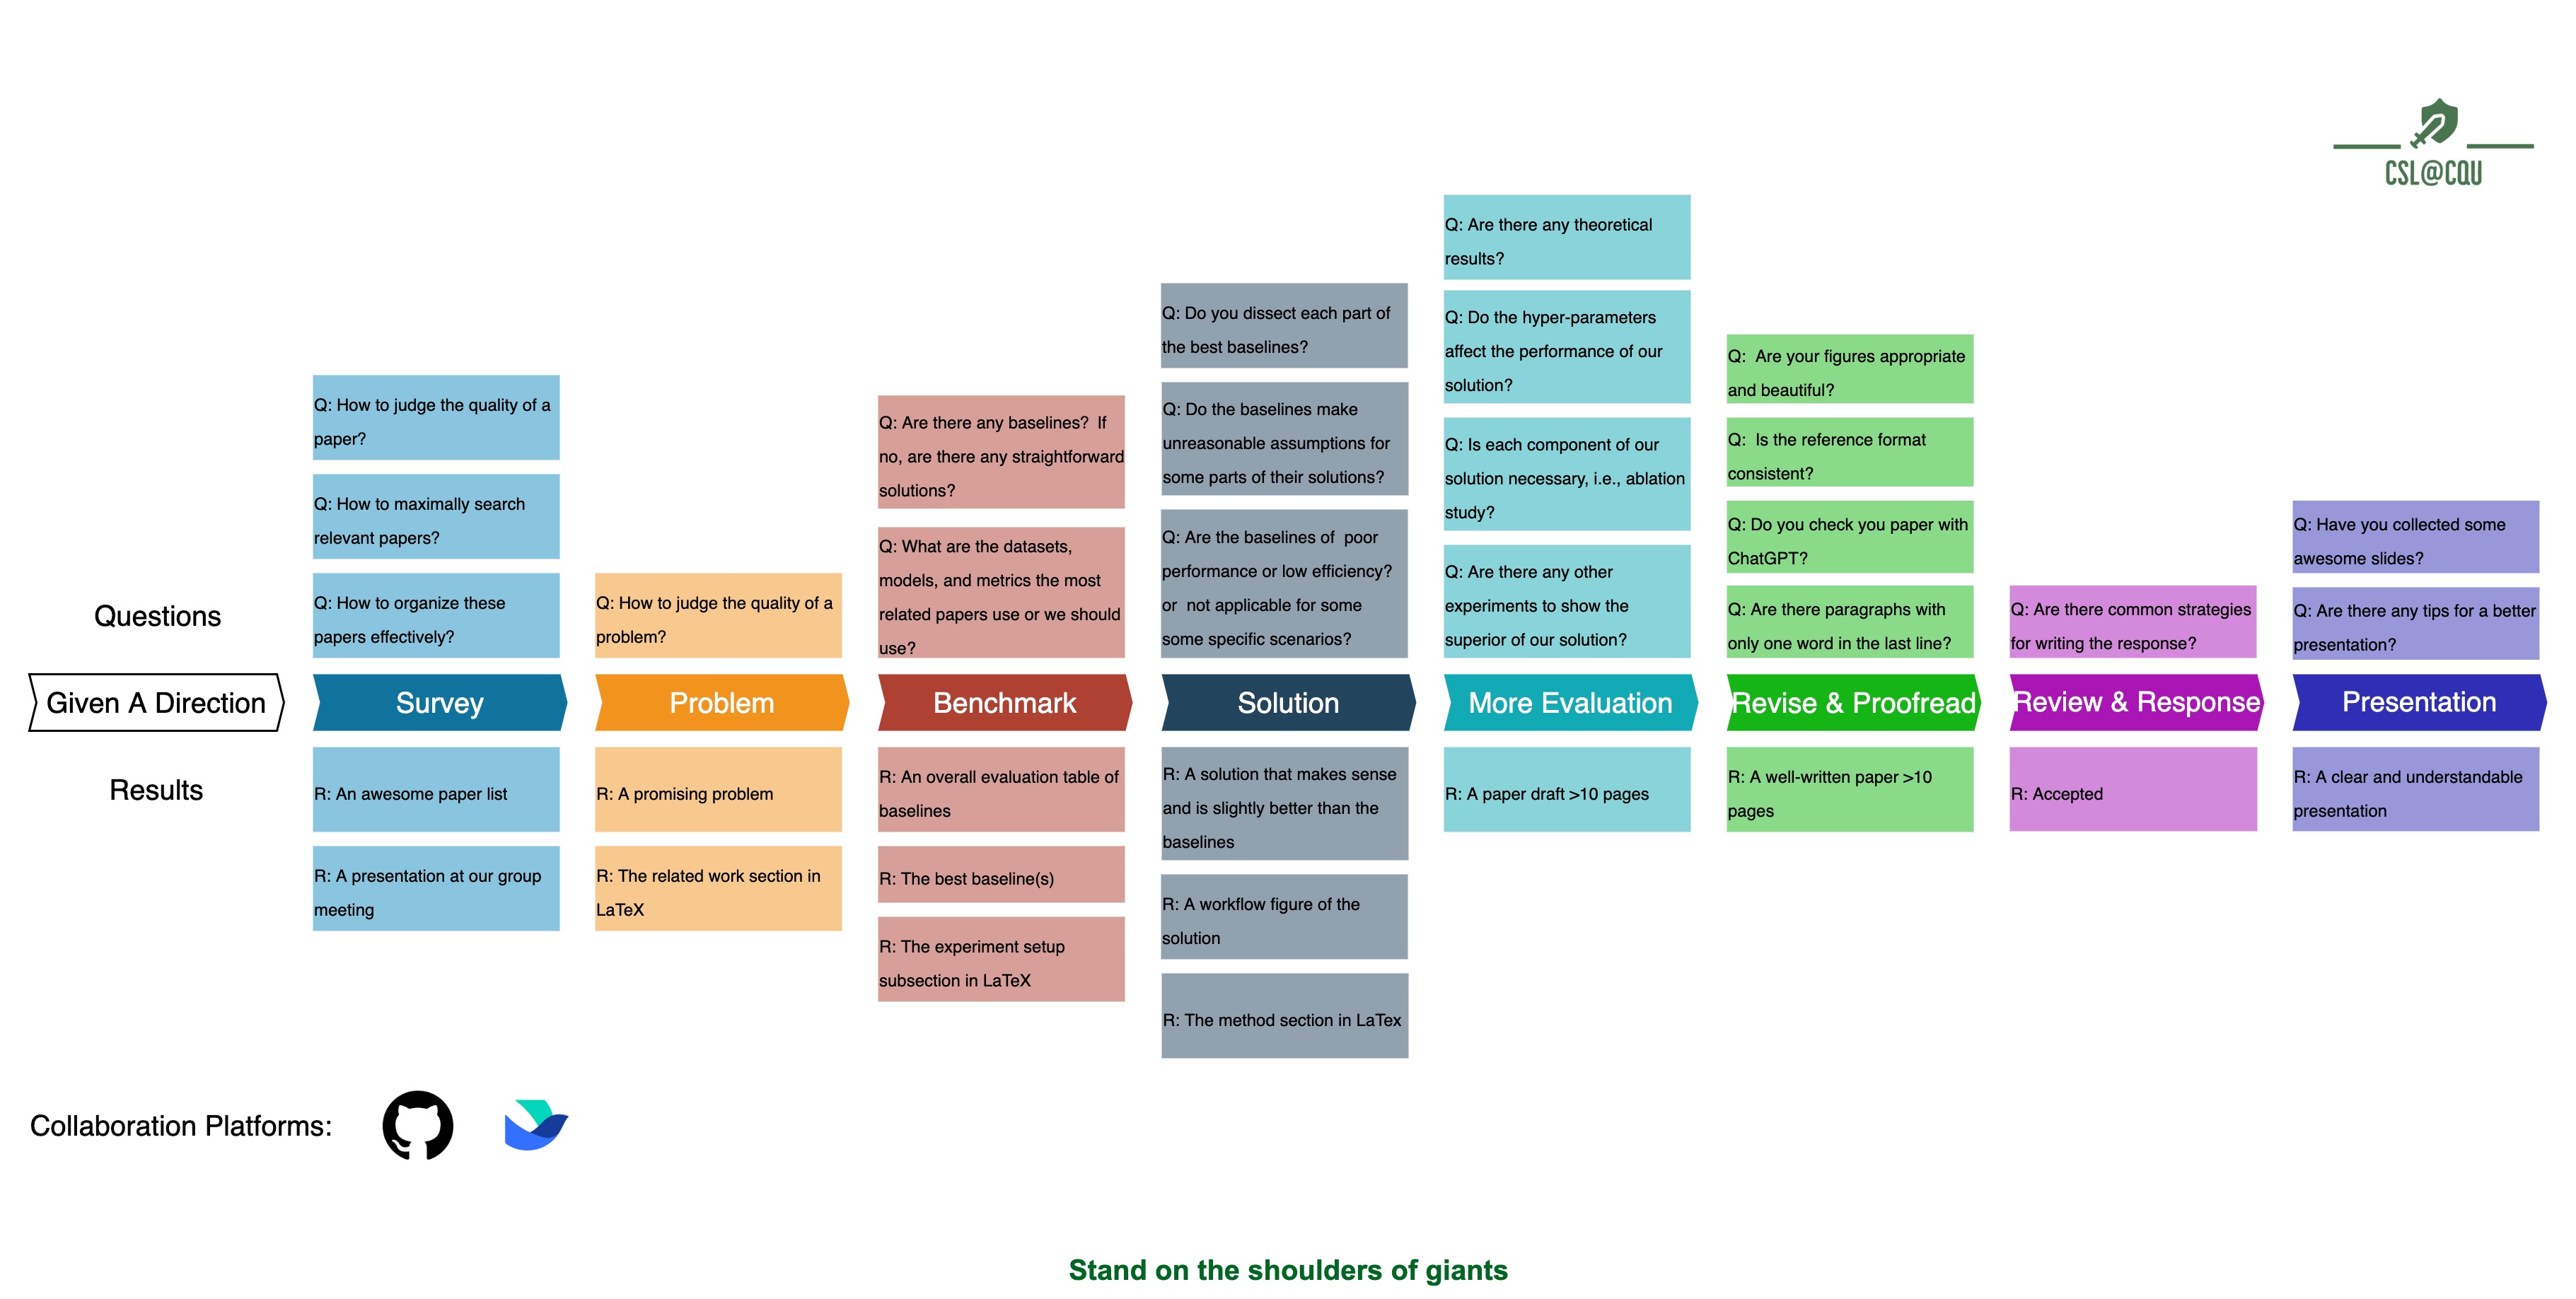 CSL@CQU
Q: Are there any theoretical
results?
Q: Do the hyper-parameters
affect the performance of our
solution?
Q: Is each component of our
solution necessary, i.e., ablation
study?
Q: Are there any other
experiments to show the
superior of our solution?
Q: Do you dissect each part of
the best baselines?
Q: Do the baselines make
unreasonable assumptions for
some parts of their solutions?
Q: Are the baselines of  poor
performance or low efficiency?
or  not applicable for some
some specific scenarios?
Q:  Are your figures appropriate
and beautiful?
Q:  Is the reference format
consistent?
Q: Do you check you paper with
ChatGPT?
Q: Are there paragraphs with
only one word in the last line?
Q: How to judge the quality of a
paper?
Q: How to maximally search
relevant papers?
Q: How to organize these
papers effectively?
Q: Are there any baselines?  If
no, are there any straightforward
solutions?
Q: What are the datasets,
models, and metrics the most
related papers use or we should
use?
Q: Have you collected some
awesome slides?
Q: Are there any tips for a better
presentation?
Q: How to judge the quality of a
problem?
Q: Are there common strategies
for writing the response?
Questions
Given A Direction
Survey
Problem
Benchmark
Solution
More Evaluation
Revise & Proofread
Review & Response
Presentation
Results
R: An awesome paper list
R: A presentation at our group
meeting
R: A promising problem
R: The related work section in
LaTeX
R: An overall evaluation table of
baselines
R: The best baseline(s)
R: The experiment setup
subsection in LaTeX
R: A solution that makes sense
and is slightly better than the
baselines
R: A workflow figure of the
solution
R: The method section in LaTex
R: A paper draft >10 pages
R: A well-written paper >10
pages
R: Accepted
R: A clear and understandable
presentation
Collaboration Platforms:
Stand on the shoulders of giants